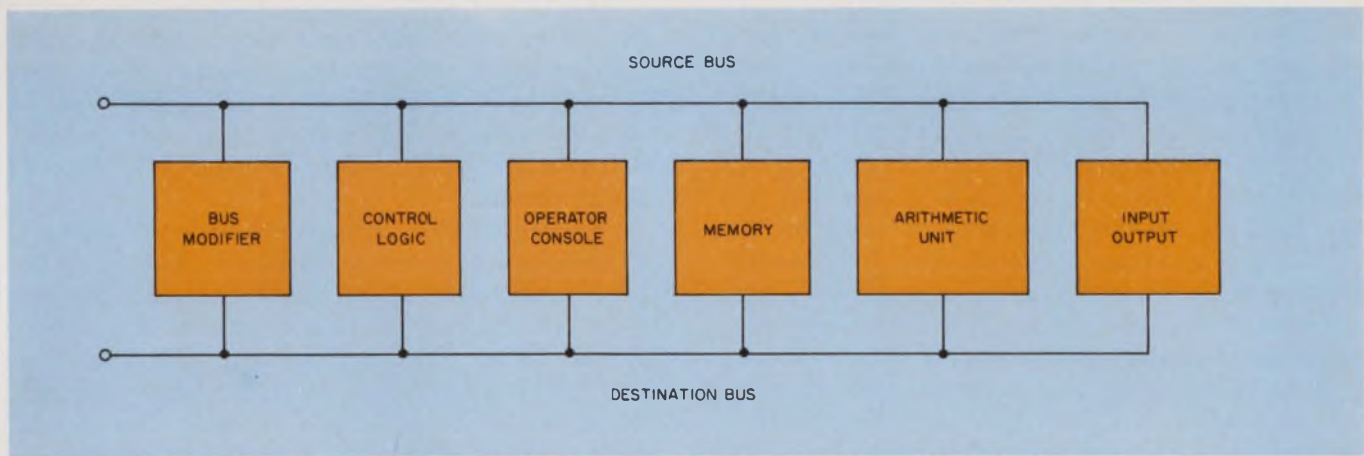 SOURCE BUS
BUS
MODIFIER
CONTROL
LOGIC
OPERATOR
CONSOLE
MEMORY
ARITHMETIC
UNIT
INPUT
OUTPUT
DESTINATION BUS